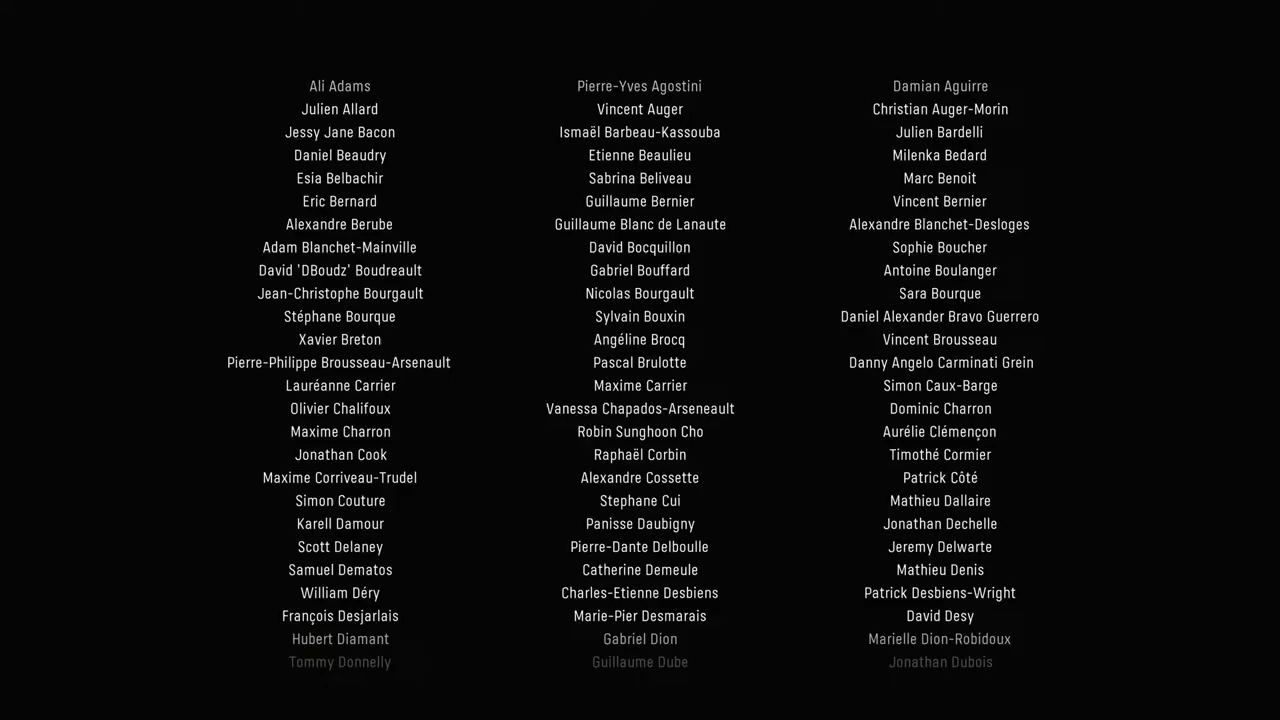 Ali Adams Pierre-Yves Agostini Damian Aguirre
Julien Allard Vincent Auger Christian Auger-Morin
Jessy Jane Bacon Ismaël Barbeau-Kassouba Julien Bardelli
Daniel Beaudry Etienne Beaulieu Milenka Bedard
Esia Belbachir Sabrina Beliveau Marc Benoit
Eric Bernard Guillaume Bernier Vincent Bernier
Alexandre Berube Guillaume Blanc de Lanaute Alexandre Blanchet-Desloges
Adam Blanchet-Mainville David Bocquillon Sophie Boucher
David 'DBoudz' Boudreault Gabriel Bouffard Antoine Boulanger
Jean-Christophe Bourgault Nicolas Bourgault Sara Bourque
Stéphane Bourque Sylvain Bouxin Daniel Alexander Bravo Guerrero
Xavier Breton Angéline Brocq Vincent Brousseau
Pierre-Philippe Brousseau-Arsenault Pascal Brulotte Danny Angelo Carminati Grein
Lauréanne Carrier Maxime Carrier Simon Caux-Barge
Olivier Chalifoux Vanessa Chapados-Arseneault Dominic Charron
Maxime Charron Robin Sunghoon Cho Aurélie Clémençon
Jonathan Cook Raphaël Corbin Timothé Cormier
Maxime Corriveau-Trudel Alexandre Cossette Patrick Côté
Simon Couture Stephane Cui Mathieu Dallaire
Karell Damour Panisse Daubigny Jonathan Dechelle
Scott Delaney Pierre-Dante Delboulle Jeremy Delwarte
Samuel Dematos Catherine Demeule Mathieu Denis
William Déry Charles-Etienne Desbiens Patrick Desbiens-Wright
François Desjarlais Marie-Pier Desmarais David Desy
Hubert Diamant Gabriel Dion Marielle Dion-Robidoux
Tommy Donnelly Guillaume Dube Jonathan Dubois